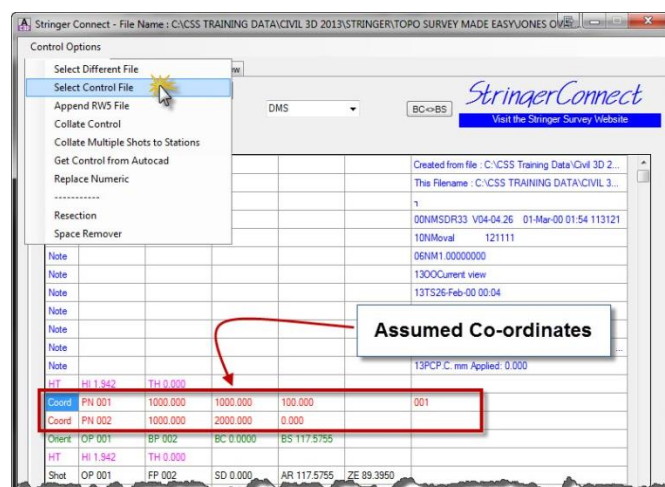 Stringer Connect - File Name : C:\CSS TRAINING DATA\CIVIL 3D 2013\STRINGER\TOPO SURVEY MADE EASY\JONES OV
Control Options
Select Different File
Select Control File
Append RW5 File
Collate Control
Collate Multiple Shots to Stations
Get Control from Autocad
Replace Numeric
-----------
Resection
Space Remover
DMS
BC<>BS
StringerConnect
Visit the Stringer Survey Website
Created from file : C:\CSS Training Data\Civil 3D 2...
This Filename : C:\CSS TRAINING DATA\CIVIL 3...
00NMSDR33 V04-04.26 01-Mar-00 01:54 113121
10NMoval 121111
Note 06NM1.00000000
Note 13OOCurrent view
Note 13TS26-Feb-00 00:04
Note
Note
Note
Note 13PCP.C. mm Applied: 0.000
Assumed Co-ordinates
HT HI 1.942 TH 0.000
Coord PN 001 1000.000 1000.000 100.000 001
Coord PN 002 1000.000 2000.000 0.000
Orient OP 001 BP 002 BC 0.0000 BS 117.5755
HT HI 1.942 TH 0.000
Shot OP 001 FP 002 SD 0.000 AR 117.5755 ZE 89.3950